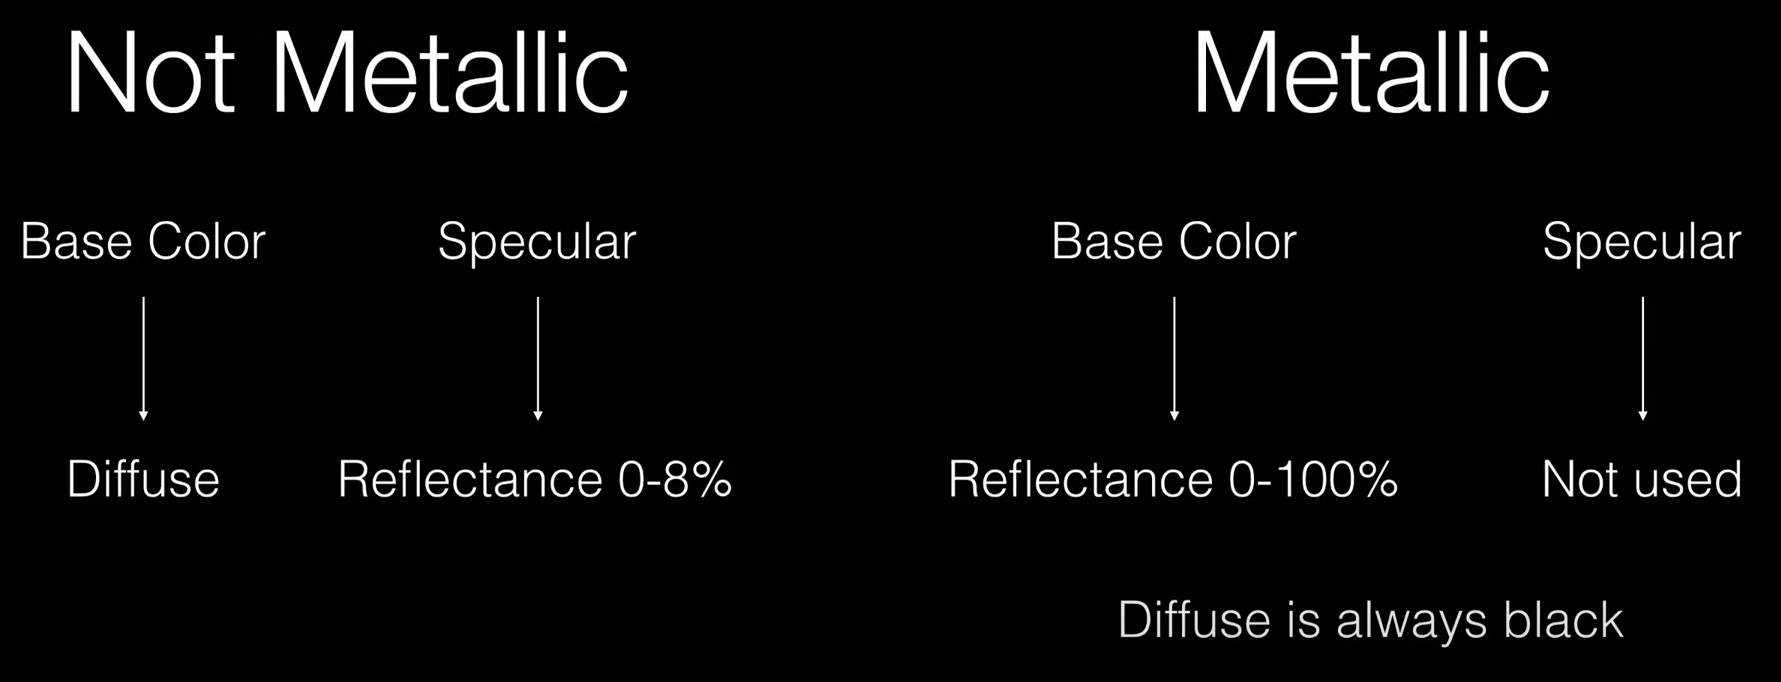 Not Metallic
Metallic
Base Color
Specular
Base Color
Specular
Diffuse
Reflectance 0-8%
Reflectance 0-100%
Not used
Diffuse is always black